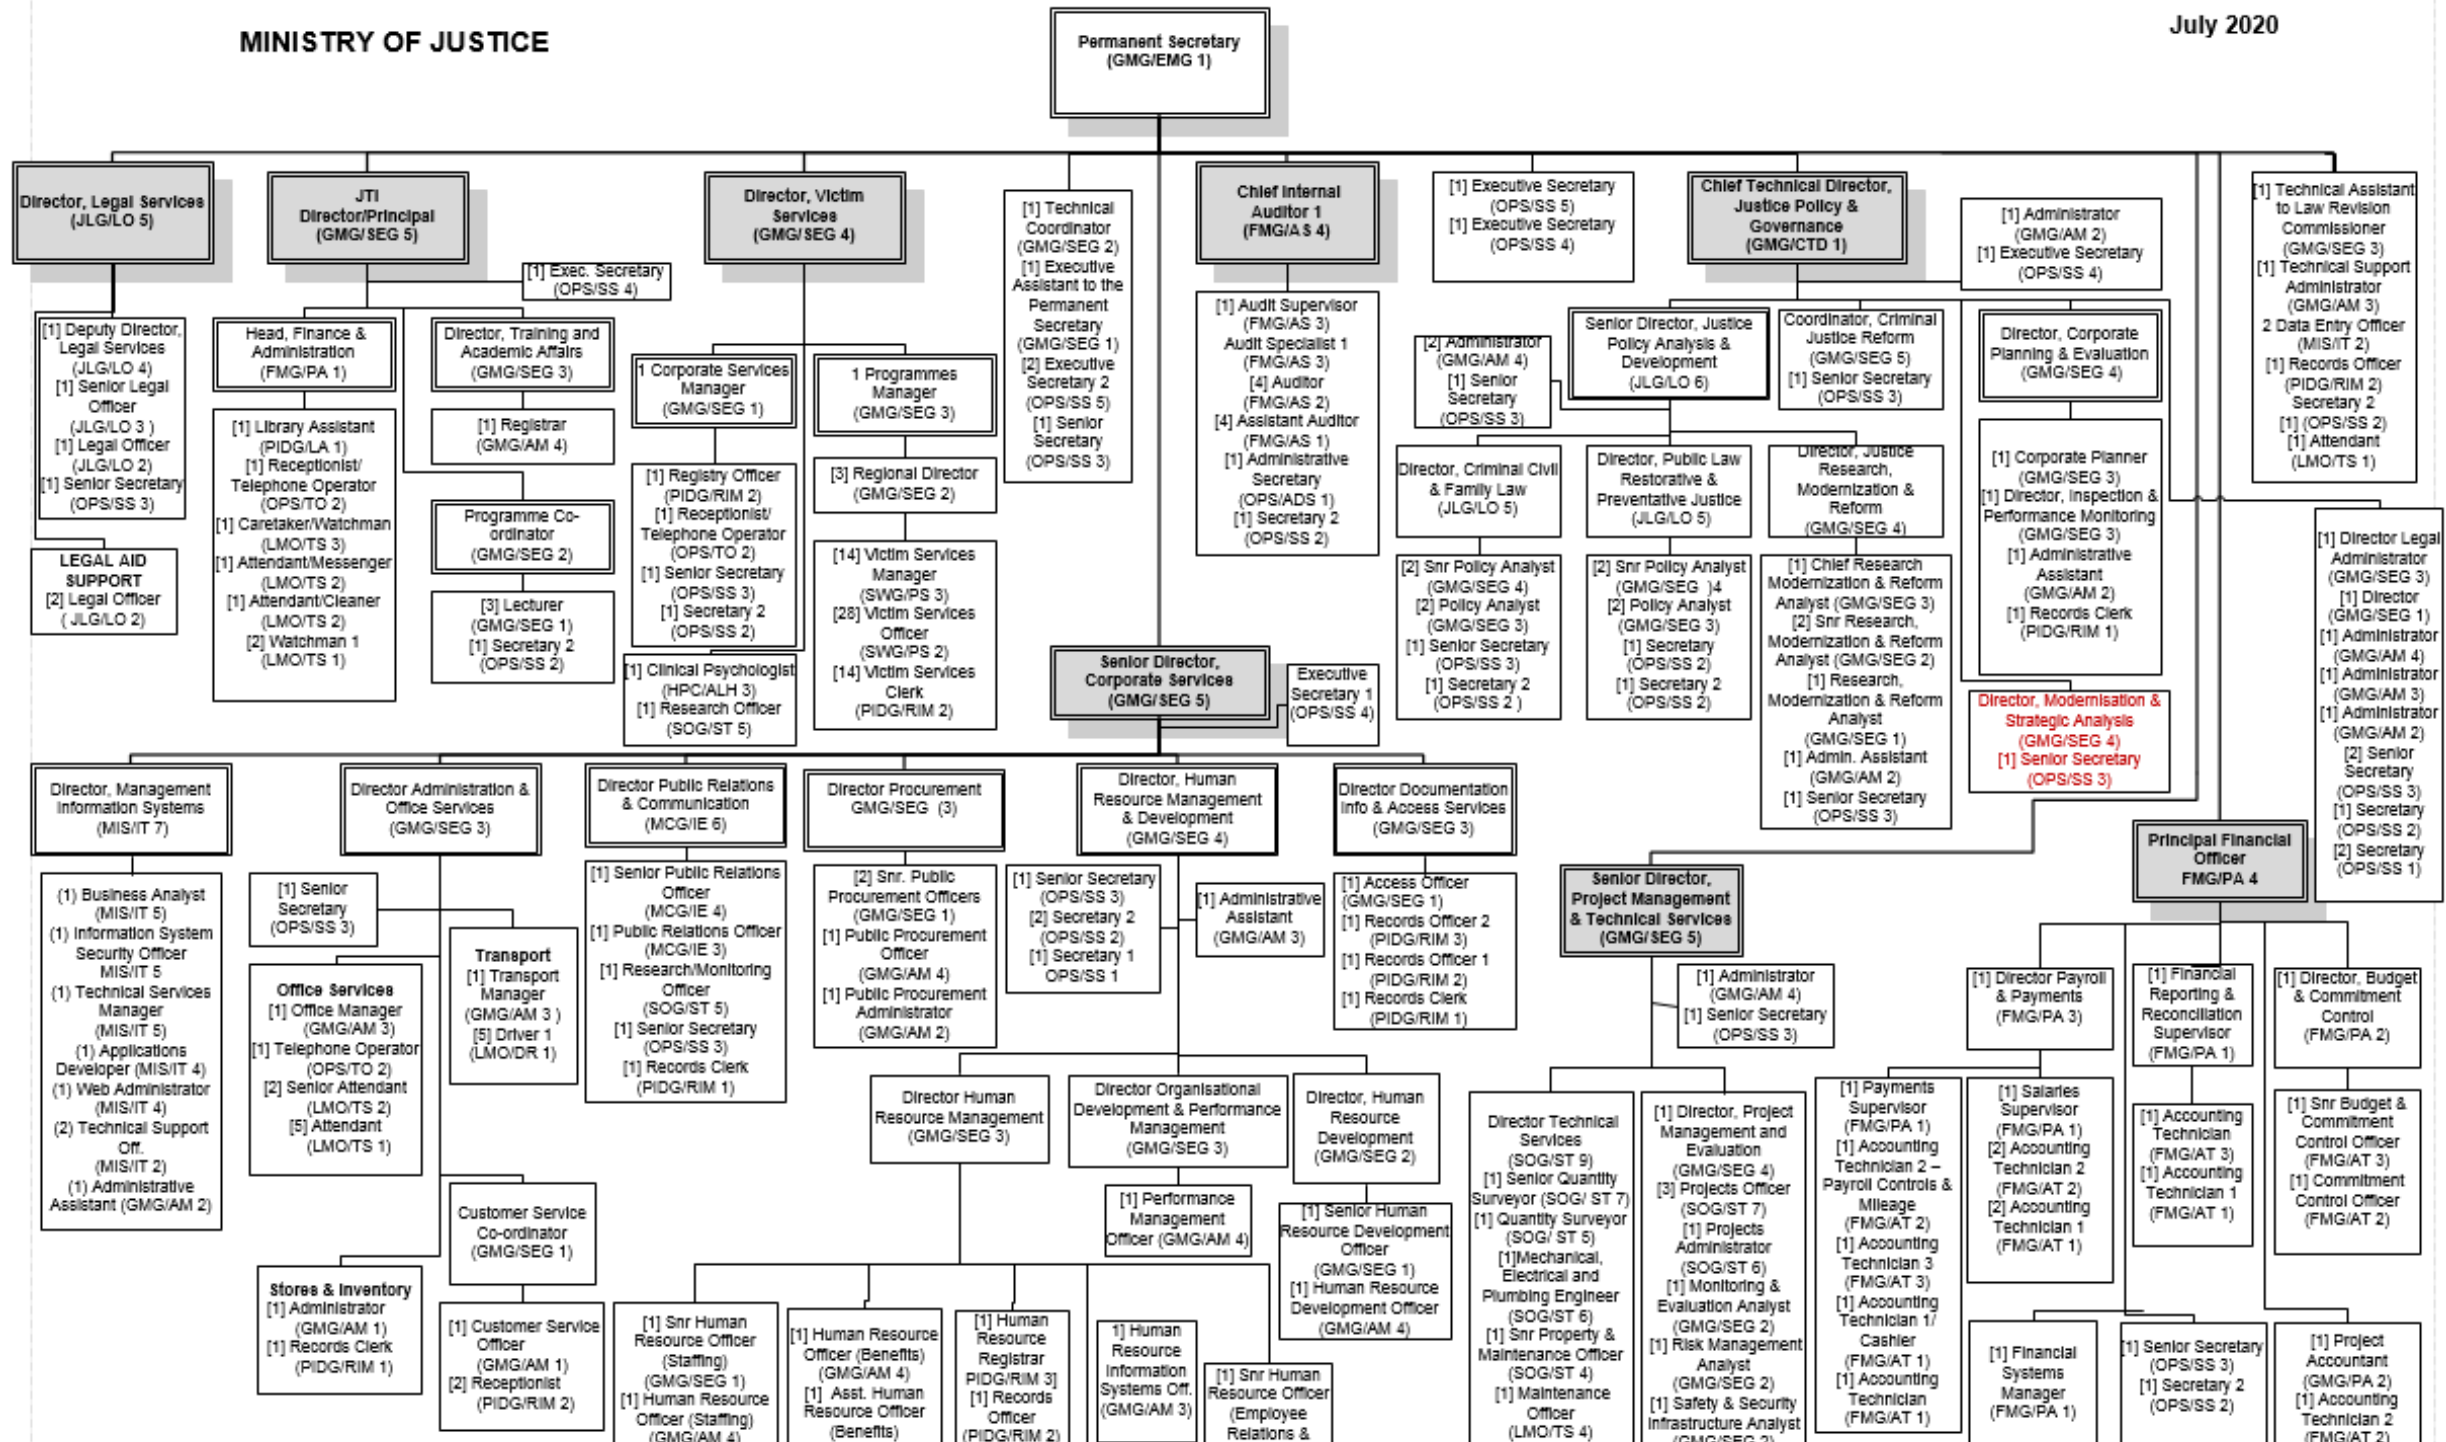 MINISTRY OF JUSTICE
July 2020
Permanent Secretary
(GMG/EMG 1)
Director, Legal Services
(JLG/LO 5)
[1] Deputy Director,
Legal Services
(JLG/LO 4)
[1] Senior Legal
Officer
(JLG/LO 3 )
[1] Legal Officer
(JLG/LO 2)
[1] Senior Secretary
(OPS/SS 3)
LEGAL AID
SUPPORT
[2] Legal Officer
( JLG/LO 2)
JTI
Director/Principal
(GMG/SEG 5)
[1] Exec. Secretary
(OPS/SS 4)
Head, Finance &
Administration
(FMG/PA 1)
[1] Library Assistant
(PIDG/LA 1)
[1] Receptionist/
Telephone Operator
(OPS/TO 2)
[1] Caretaker/Watchman
(LMO/TS 3)
[1] Attendant/Messenger
(LMO/TS 2)
[1] Attendant/Cleaner
(LMO/TS 2)
[2] Watchman 1
(LMO/TS 1)
Director, Training and
Academic Affairs
(GMG/SEG 3)
[1] Registrar
(GMG/AM 4)
Programme Co-
ordinator
(GMG/SEG 2)
[3] Lecturer
(GMG/SEG 1)
[1] Secretary 2
(OPS/SS 2)
Director, Victim
Services
(GMG/SEG 4)
1 Corporate Services
Manager
(GMG/SEG 1)
[1] Registry Officer
(PIDG/RIM 2)
[1] Receptionist/
Telephone Operator
(OPS/TO 2)
[1] Senior Secretary
(OPS/SS 3)
[1] Secretary 2
(OPS/SS 2)
[1] Clinical Psychologist
(HPC/ALH 3)
[1] Research Officer
(SOG/ST 5)
1 Programmes
Manager
(GMG/SEG 3)
[3] Regional Director
(GMG/SEG 2)
[14] Victim Services
Manager
(SWG/PS 3)
[28] Victim Services
Officer
(SWG/PS 2)
[14] Victim Services
Clerk
(PIDG/RIM 2)
[1] Technical
Coordinator
(GMG/SEG 2)
[1] Executive
Assistant to the
Permanent
Secretary
(GMG/SEG 1)
[2] Executive
Secretary 2
(OPS/SS 5)
[1] Senior
Secretary
(OPS/SS 3)
Chief Internal
Auditor 1
(FMG/AS 4)
[1] Audit Supervisor
(FMG/AS 3)
Audit Specialist 1
(FMG/AS 3)
[4] Auditor
(FMG/AS 2)
[4] Assistant Auditor
(FMG/AS 1)
[1] Administrative
Secretary
(OPS/ADS 1)
[1] Secretary 2
(OPS/SS 2)
[1] Executive Secretary
(OPS/SS 5)
[1] Executive Secretary
(OPS/SS 4)
Chief Technical Director,
Justice Policy &
Governance
(GMG/CTD 1)
[1] Administrator
(GMG/AM 2)
[1] Executive Secretary
(OPS/SS 4)
[2] Administrator
(GMG/AM 4)
[1] Senior
Secretary
(OPS/SS 3)
Senior Director, Justice
Policy Analysis &
Development
(JLG/LO 6)
Coordinator, Criminal
Justice Reform
(GMG/SEG 5)
[1] Senior Secretary
(OPS/SS 3)
Director, Corporate
Planning & Evaluation
(GMG/SEG 4)
[1] Corporate Planner
(GMG/SEG 3)
[1] Director, Inspection &
Performance Monitoring
(GMG/SEG 3)
[1] Administrative
Assistant
(GMG/AM 2)
[1] Records Clerk
(PIDG/RIM 1)
Director, Criminal Civil
& Family Law
(JLG/LO 5)
[2] Snr Policy Analyst
(GMG/SEG 4)
[2] Policy Analyst
(GMG/SEG 3)
[1] Senior Secretary
(OPS/SS 3)
[1] Secretary 2
(OPS/SS 2 )
Director, Public Law
Restorative &
Preventative Justice
(JLG/LO 5)
[2] Snr Policy Analyst
(GMG/SEG )4
[2] Policy Analyst
(GMG/SEG 3)
[1] Secretary
(OPS/SS 2)
[1] Secretary 2
(OPS/SS 2)
Director, Justice
Research,
Modernization &
Reform
(GMG/SEG 4)
[1] Chief Research
Modernization & Reform
Analyst (GMG/SEG 3)
[2] Snr Research,
Modernization & Reform
Analyst (GMG/SEG 2)
[1] Research,
Modernization & Reform
Analyst
(GMG/SEG 1)
[1] Admin. Assistant
(GMG/AM 2)
[1] Senior Secretary
(OPS/SS 3)
Director, Modernisation &
Strategic Analysis
(GMG/SEG 4)
[1] Senior Secretary
(OPS/SS 3)
[1] Technical Assistant
to Law Revision
Commissioner
(GMG/SEG 3)
[1] Technical Support
Administrator
(GMG/AM 3)
2 Data Entry Officer
(MIS/IT 2)
[1] Records Officer
(PIDG/RIM 2)
Secretary 2
[1] (OPS/SS 2)
[1] Attendant
(LMO/TS 1)
[1] Director Legal
Administrator
(GMG/SEG 3)
[1] Director
(GMG/SEG 1)
[1] Administrator
(GMG/AM 4)
[1] Administrator
(GMG/AM 3)
[1] Administrator
(GMG/AM 2)
[2] Senior
Secretary
(OPS/SS 3)
[1] Secretary
(OPS/SS 2)
[2] Secretary
(OPS/SS 1)
Senior Director,
Corporate Services
(GMG/SEG 5)
Executive
Secretary 1
(OPS/SS 4)
Director, Management
Information Systems
(MIS/IT 7)
(1) Business Analyst
(MIS/IT 5)
(1) Information System
Security Officer
MIS/IT 5
(1) Technical Services
Manager
(MIS/IT 5)
(1) Applications
Developer (MIS/IT 4)
(1) Web Administrator
(MIS/IT 4)
(2) Technical Support
Off.
(MIS/IT 2)
(1) Administrative
Assistant (GMG/AM 2)
Director Administration &
Office Services
(GMG/SEG 3)
[1] Senior
Secretary
(OPS/SS 3)
Office Services
[1] Office Manager
(GMG/AM 3)
[1] Telephone Operator
(OPS/TO 2)
[2] Senior Attendant
(LMO/TS 2)
[5] Attendant
(LMO/TS 1)
Transport
[1] Transport
Manager
(GMG/AM 3 )
[5] Driver 1
(LMO/DR 1)
Customer Service
Co-ordinator
(GMG/SEG 1)
Stores & Inventory
[1] Administrator
(GMG/AM 1)
[1] Records Clerk
(PIDG/RIM 1)
[1] Customer Service
Officer
(GMG/AM 1)
[2] Receptionist
(PIDG/RIM 2)
Director Public Relations
& Communication
(MCG/IE 6)
[1] Senior Public Relations
Officer
(MCG/IE 4)
[1] Public Relations Officer
(MCG/IE 3)
[1] Research/Monitoring
Officer
(SOG/ST 5)
[1] Senior Secretary
(OPS/SS 3)
[1] Records Clerk
(PIDG/RIM 1)
Director Procurement
GMG/SEG (3)
[2] Snr. Public
Procurement Officers
(GMG/SEG 1)
[1] Public Procurement
Officer
(GMG/AM 4)
[1] Public Procurement
Administrator
(GMG/AM 2)
Director, Human
Resource Management
& Development
(GMG/SEG 4)
[1] Senior Secretary
(OPS/SS 3)
[2] Secretary 2
(OPS/SS 2)
[1] Secretary 1
OPS/SS 1
[1] Administrative
Assistant
(GMG/AM 3)
Director Documentation
Info & Access Services
(GMG/SEG 3)
[1] Access Officer
(GMG/SEG 1)
[1] Records Officer 2
(PIDG/RIM 3)
[1] Records Officer 1
(PIDG/RIM 2)
[1] Records Clerk
(PIDG/RIM 1)
Director Human
Resource Management
(GMG/SEG 3)
Director Organisational
Development & Performance
Management
(GMG/SEG 3)
[1] Performance
Management
Officer (GMG/AM 4)
Director, Human
Resource
Development
(GMG/SEG 2)
[1] Senior Human
Resource Development
Officer
(GMG/SEG 1)
[1] Human Resource
Development Officer
(GMG/AM 4)
[1] Snr Human
Resource Officer
(Staffing)
(GMG/SEG 1)
[1] Human Resource
Officer (Staffing)
(GMG/AM 4)
[1] Human Resource
Officer (Benefits)
(GMG/AM 4)
[1] Asst. Human
Resource Officer
(Benefits)
[1] Human
Resource
Registrar
PIDG/RIM 3]
[1] Records
Officer
(PIDG/RIM 2)
1] Human
Resource
Information
Systems Off.
(GMG/AM 3)
[1] Snr Human
Resource Officer
(Employee
Relations &
Senior Director,
Project Management
& Technical Services
(GMG/SEG 5)
[1] Administrator
(GMG/AM 4)
[1] Senior Secretary
(OPS/SS 3)
Director Technical
Services
(SOG/ST 9)
[1] Senior Quantity
Surveyor (SOG/ ST 7)
[1] Quantity Surveyor
(SOG/ ST 5)
[1]Mechanical,
Electrical and
Plumbing Engineer
(SOG/ST 6)
[1] Snr Property &
Maintenance Officer
(SOG/ST 4)
[1] Maintenance
Officer
(LMO/TS 4)
[1] Director, Project
Management and
Evaluation
(GMG/SEG 4)
[3] Projects Officer
(SOG/ST 7)
[1] Projects
Administrator
(SOG/ST 6)
[1] Monitoring &
Evaluation Analyst
(GMG/SEG 2)
[1] Risk Management
Analyst
(GMG/SEG 2)
[1] Safety & Security
Infrastructure Analyst
(GMG/SEG 2)
Principal Financial
Officer
FMG/PA 4
[1] Director Payroll
& Payments
(FMG/PA 3)
[1] Payments
Supervisor
(FMG/PA 1)
[1] Accounting
Technician 2 –
Payroll Controls &
Mileage
(FMG/AT 2)
[1] Accounting
Technician 3
(FMG/AT 3)
[1] Accounting
Technician 1/
Cashier
(FMG/AT 1)
[1] Accounting
Technician
(FMG/AT 1)
[1] Salaries
Supervisor
(FMG/PA 1)
[2] Accounting
Technician 2
(FMG/AT 2)
[2] Accounting
Technician 1
(FMG/AT 1)
[1] Financial
Reporting &
Reconciliation
Supervisor
(FMG/PA 1)
[1] Accounting
Technician
(FMG/AT 3)
[1] Accounting
Technician 1
(FMG/AT 1)
[1] Director, Budget
& Commitment
Control
(FMG/PA 2)
[1] Snr Budget &
Commitment
Control Officer
(FMG/AT 3)
[1] Commitment
Control Officer
(FMG/AT 2)
[1] Financial
Systems
Manager
(FMG/PA 1)
[1] Senior Secretary
(OPS/SS 3)
[1] Secretary 2
(OPS/SS 2)
[1] Project
Accountant
(GMG/PA 2)
[1] Accounting
Technician 2
(FMG/AT 2)